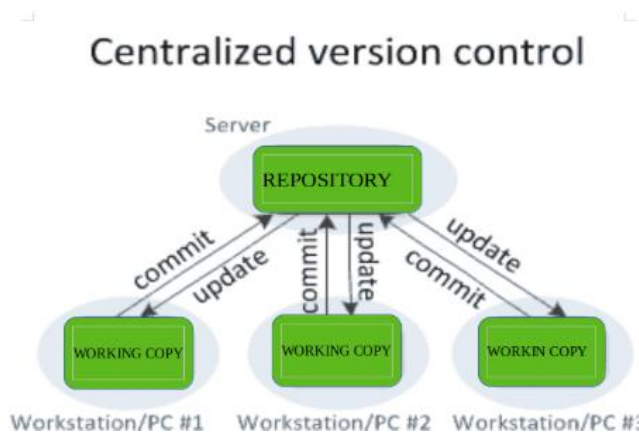 Centralized version control
Server
REPOSITORY
commit
update
commit
update
update
commit
WORKING COPY
WORKING COPY
WORKIN COPY
Workstation/PC #1
Workstation/PC #2
Workstation/PC #3